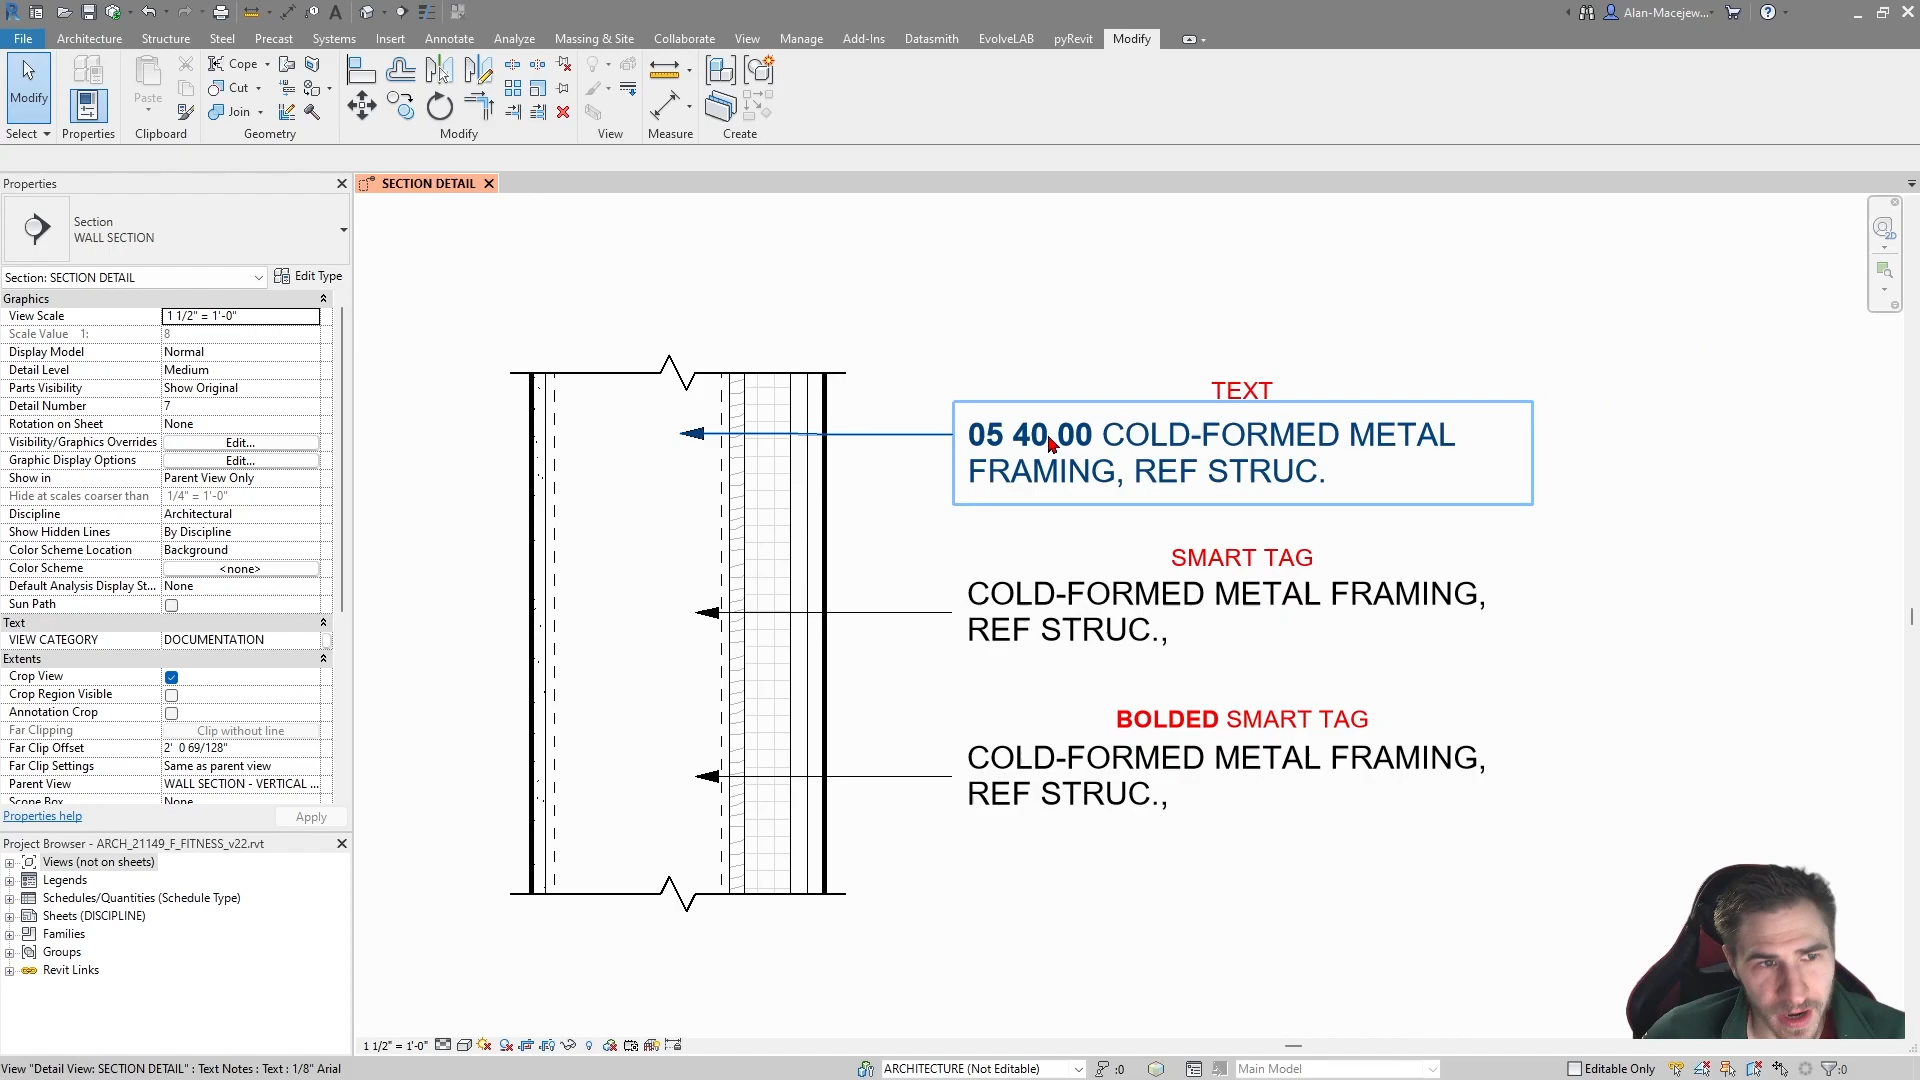 Alan-Macejew...
File Architecture Structure Steel Precast Systems Insert Annotate Analyze Massing & Site Collaborate View Manage Add-Ins Datasmith EvolveLAB pyRevit Modify
Modify
Paste
Cope
Cut
Join
Select Properties Clipboard Geometry Modify View Measure Create
Properties
SECTION DETAIL
Section
WALL SECTION
Section: SECTION DETAIL Edit Type
Graphics
View Scale 1 1/2" = 1'-0"
Scale Value 1: 8
Display Model Normal
Detail Level Medium
Parts Visibility Show Original
Detail Number 7
Rotation on Sheet None
Visibility/Graphics Overrides Edit...
Graphic Display Options Edit...
Show in Parent View Only
Hide at scales coarser than 1/4" = 1'-0"
Discipline Architectural
Show Hidden Lines By Discipline
Color Scheme Location Background
Color Scheme <none>
Default Analysis Display St... None
Sun Path
Text
VIEW CATEGORY DOCUMENTATION
Extents
Crop View
Crop Region Visible
Annotation Crop
Far Clipping Clip without line
Far Clip Offset 2' 0 69/128"
Far Clip Settings Same as parent view
Parent View WALL SECTION - VERTICAL ...
Scope Box None
Properties help Apply
Project Browser - ARCH_21149_F_FITNESS_v22.rvt
Views (not on sheets)
Legends
Schedules/Quantities (Schedule Type)
Sheets (DISCIPLINE)
Families
Groups
Revit Links
TEXT
05 40 00 COLD-FORMED METAL
FRAMING, REF STRUC.
SMART TAG
COLD-FORMED METAL FRAMING,
REF STRUC.,
BOLDED SMART TAG
COLD-FORMED METAL FRAMING,
REF STRUC.,
2D
1 1/2" = 1'-0"
View "Detail View: SECTION DETAIL" : Text Notes : Text : 1/8" Arial
ARCHITECTURE (Not Editable)
:0
Main Model
Editable Only
:0